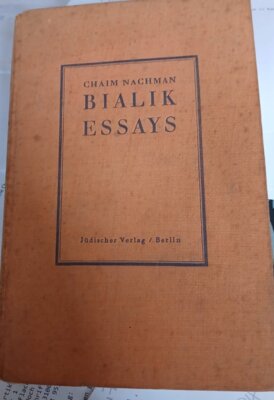 CHAIM NACHMAN
BIALIK
ESSAYS
Jüdischer Verlag / Berlin